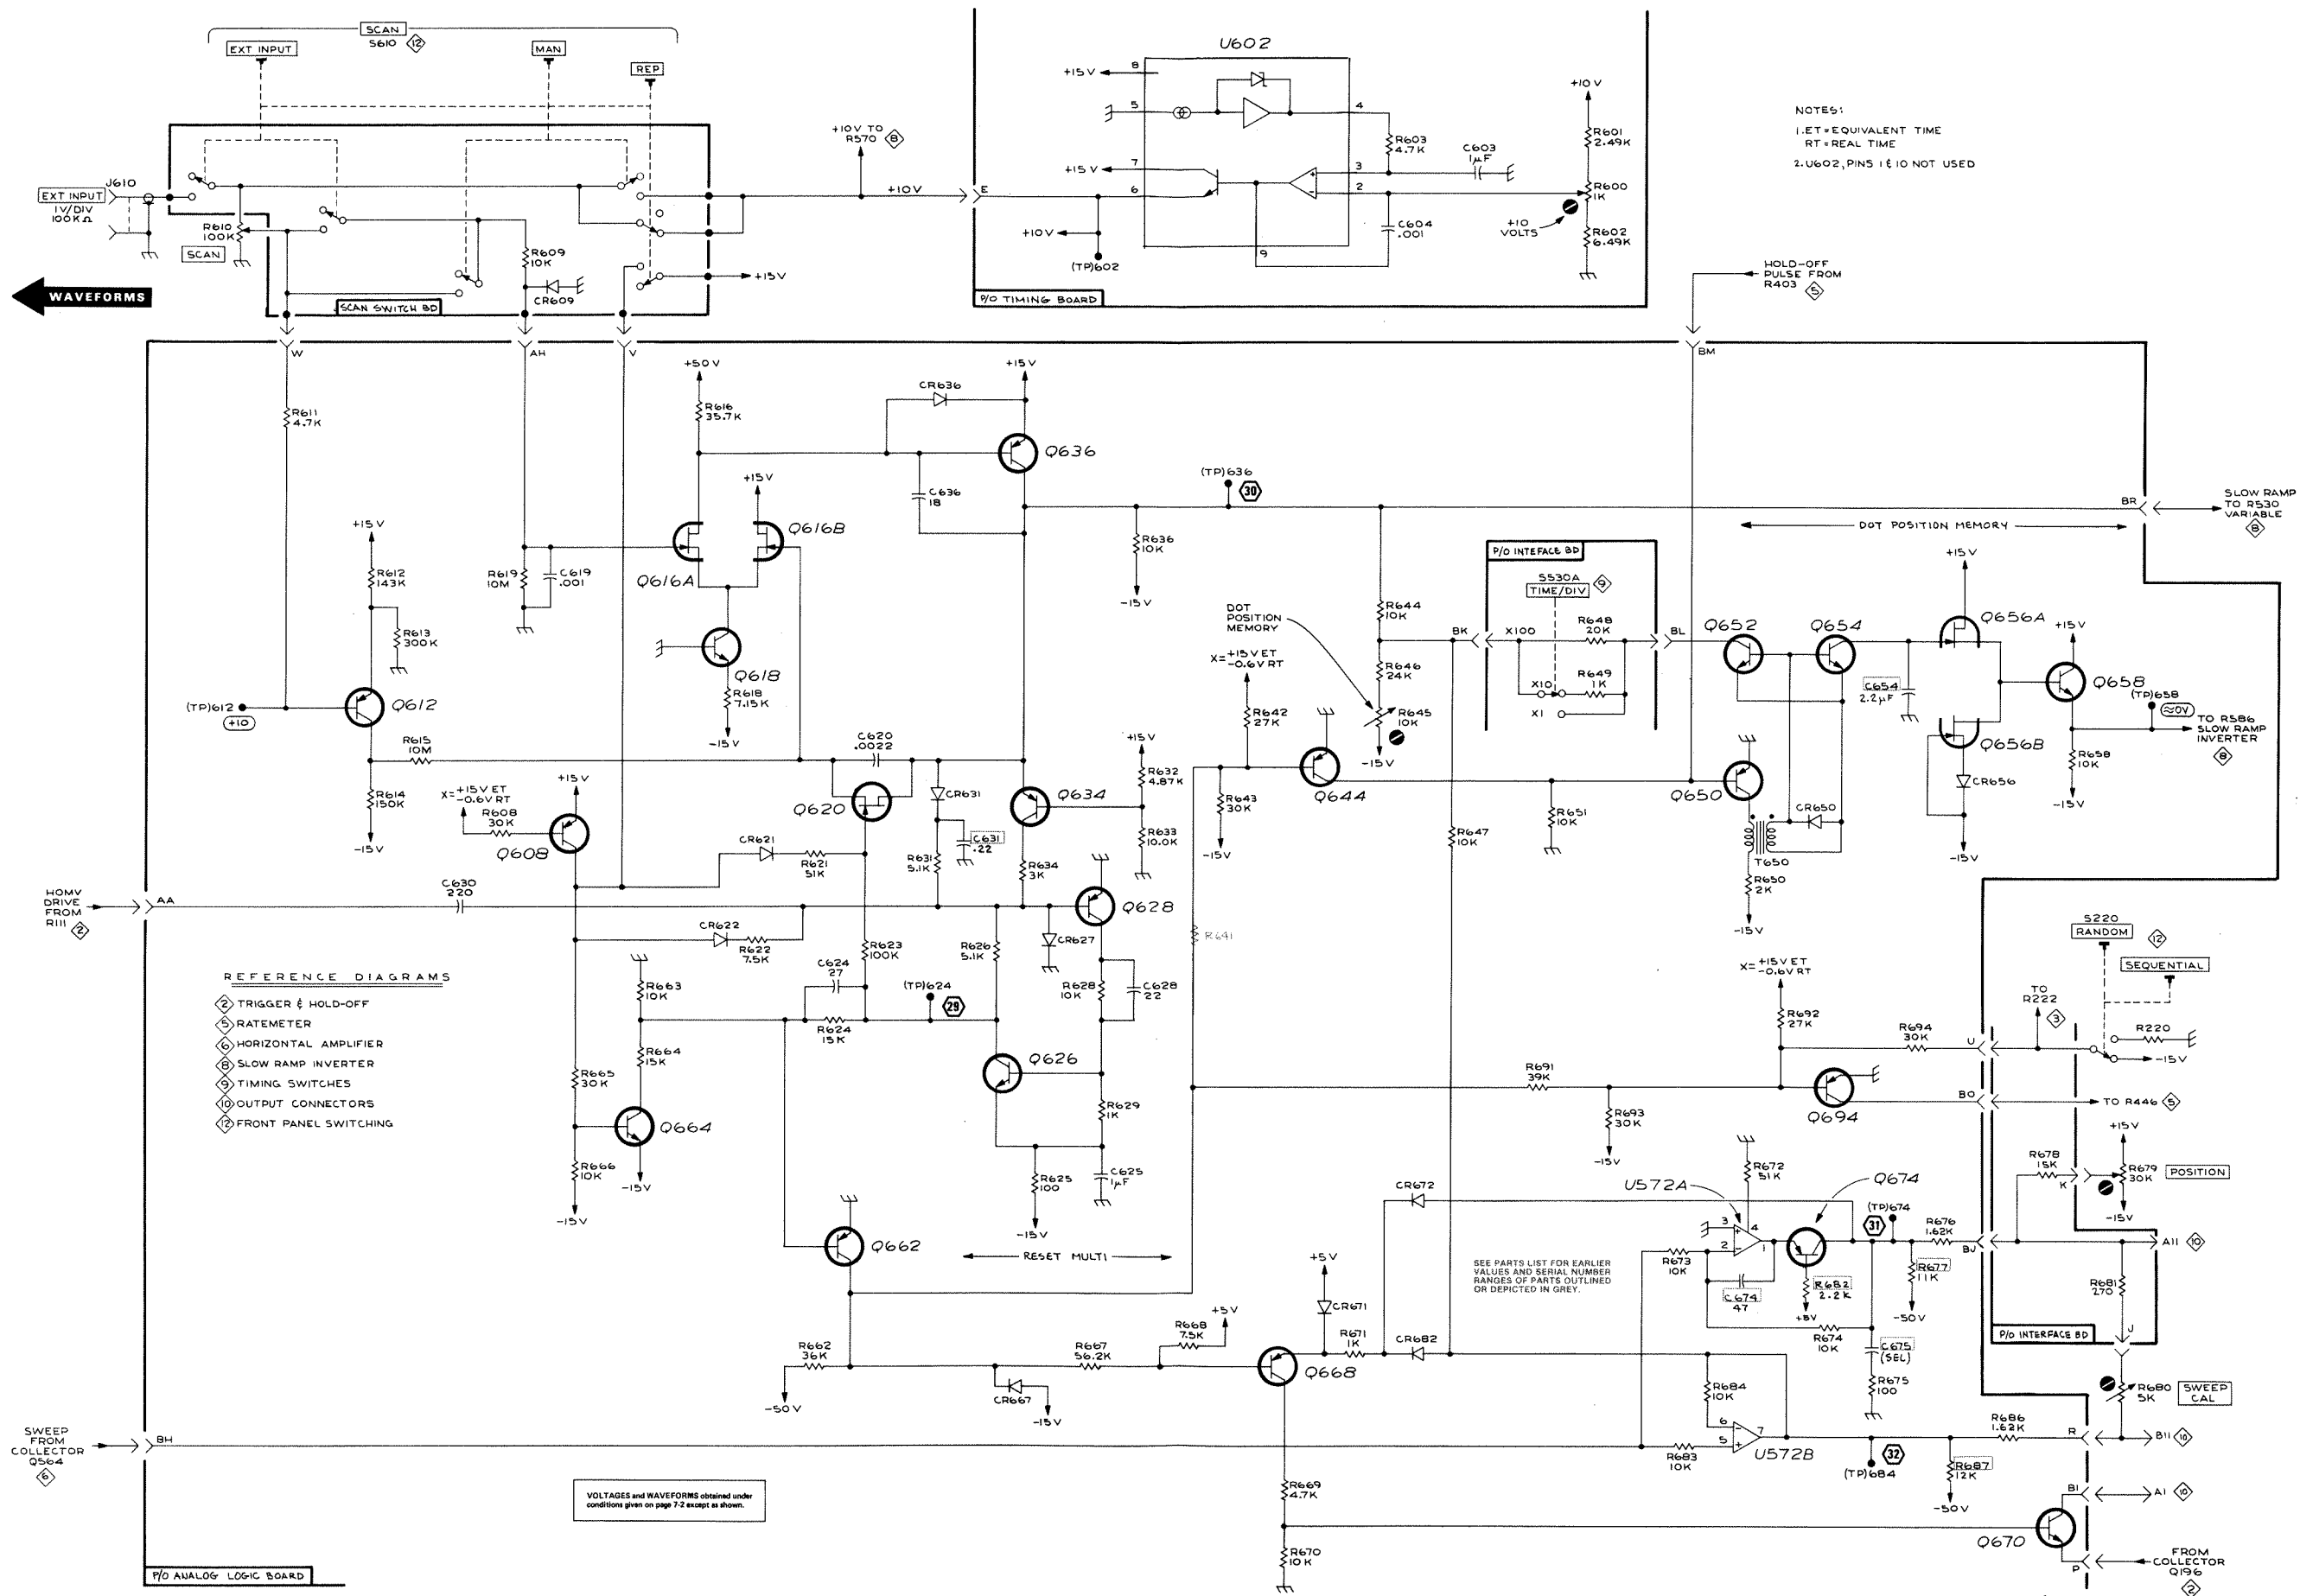 SCAN
S610 12
EXT INPUT
MAN
REP
J610
EXT INPUT
1V/DIV
100KΩ
R610
100K
SCAN
R609
10K
CR609
+15V
SCAN SWITCH BD
+10V TO
R570 8
+10V
E
WAVEFORMS
U602
+15V
8
5
4
+15V
7
6
3
2
9
R603
4.7K
C603
1µF
C604
.001
+10V
R601
2.49K
R600
1K
+10
VOLTS
R602
6.49K
+10V
(TP)602
P/O TIMING BOARD
NOTES:
1.ET=EQUIVALENT TIME
RT=REAL TIME
2.U602, PINS 1 & 10 NOT USED
HOLD-OFF
PULSE FROM
R403 5
W
AH
V
BM
R611
4.7K
+50V
R616
35.7K
CR636
+15V
Q636
C636
18
+15V
Q616B
Q616A
R619
10M
C619
.001
+15V
R612
143K
R613
300K
(TP)612
+10
Q612
R614
150K
-15V
R615
10M
Q618
R618
7.15K
-15V
C620
.0022
Q620
(TP)636
30
R636
10K
-15V
BR
SLOW RAMP
TO R530
VARIABLE
8
DOT POSITION MEMORY
P/O INTEFACE BD
S530A
TIME/DIV
9
X100
R648
20K
R649
1K
X10
X1
BK
BL
DOT
POSITION
MEMORY
R644
10K
R646
24K
R645
10K
-15V
X=+15V ET
-0.6V RT
R642
27K
Q644
R643
30K
-15V
Q652
Q654
C654
2.2µF
+15V
Q656A
Q656B
CR656
-15V
+15V
Q658
(TP)658
≈0V
TO R586
SLOW RAMP
INVERTER
8
R658
10K
-15V
Q650
CR650
T650
R650
2K
-15V
R651
10K
R647
10K
X=+15V ET
-0.6V RT
R608
30K
+15V
Q608
CR621
R621
51K
CR631
C631
.22
R631
5.1K
Q634
R634
3K
+15V
R632
4.87K
R633
10.0K
HOMV
DRIVE
FROM
R111
2
AA
C630
220
CR622
R622
7.5K
R623
100K
R626
5.1K
CR627
Q628
R628
10K
C628
22
R641
REFERENCE DIAGRAMS
2 TRIGGER & HOLD-OFF
5 RATEMETER
6 HORIZONTAL AMPLIFIER
8 SLOW RAMP INVERTER
9 TIMING SWITCHES
10 OUTPUT CONNECTORS
12 FRONT PANEL SWITCHING
R663
10K
R664
15K
C624
27
R624
15K
(TP)624
29
Q626
R629
1K
R665
30K
Q664
R666
10K
-15V
-15V
R625
100
-15V
C625
1µF
Q662
RESET MULTI
X=+15V ET
-0.6V RT
R692
27K
R694
30K
U
R691
39K
R693
30K
-15V
Q694
BO
TO R446 5
TO
R222
3
S220
RANDOM
12
SEQUENTIAL
R220
-15V
+15V
R678
15K
K
R679
30K
POSITION
-15V
U572A
R672
51K
Q674
(TP)674
31
R676
1.62K
BJ
A11 10
CR672
R673
10K
3
2
4
1
C674
47
R682
2.2K
+5V
R677
11K
-50V
R674
10K
C675
(SEL)
R675
100
R681
270
P/O INTERFACE BD
J
R680
5K
SWEEP
CAL
SEE PARTS LIST FOR EARLIER
VALUES AND SERIAL NUMBER
RANGES OF PARTS OUTLINED
OR DEPICTED IN GREY.
R662
36K
-50V
CR667
-15V
R667
56.2K
R668
7.5K
+5V
+5V
CR671
R671
1K
CR682
Q668
R684
10K
6
5
7
U572B
R683
10K
(TP)684
32
R687
12K
-50V
R686
1.62K
R
B11 10
SWEEP
FROM
COLLECTOR
Q564
6
BH
R669
4.7K
R670
10K
Q670
BI
A1 10
P
FROM
COLLECTOR
Q196
2
VOLTAGES and WAVEFORMS obtained under
conditions given on page 7-2 except as shown.
P/O ANALOG LOGIC BOARD